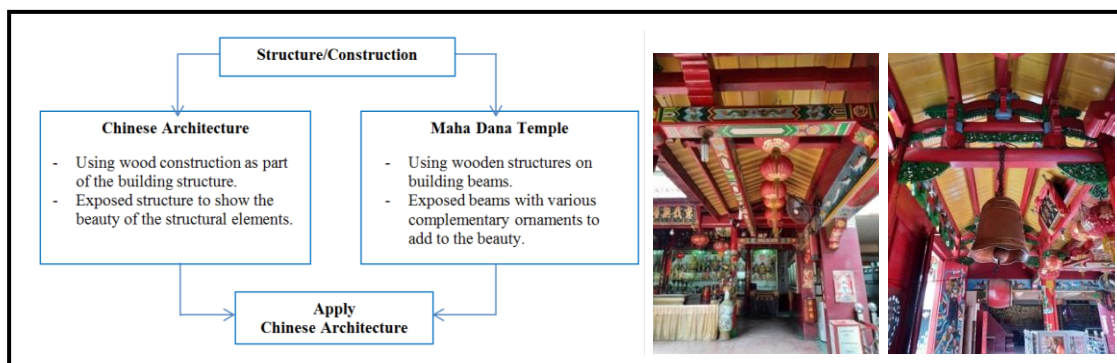 Structure/Construction
Chinese Architecture
- Using wood construction as part
of the building structure.
- Exposed structure to show the
beauty of the structural elements.
Maha Dana Temple
- Using wooden structures on
building beams.
- Exposed beams with various
complementary ornaments to
add to the beauty.
Apply
Chinese Architecture